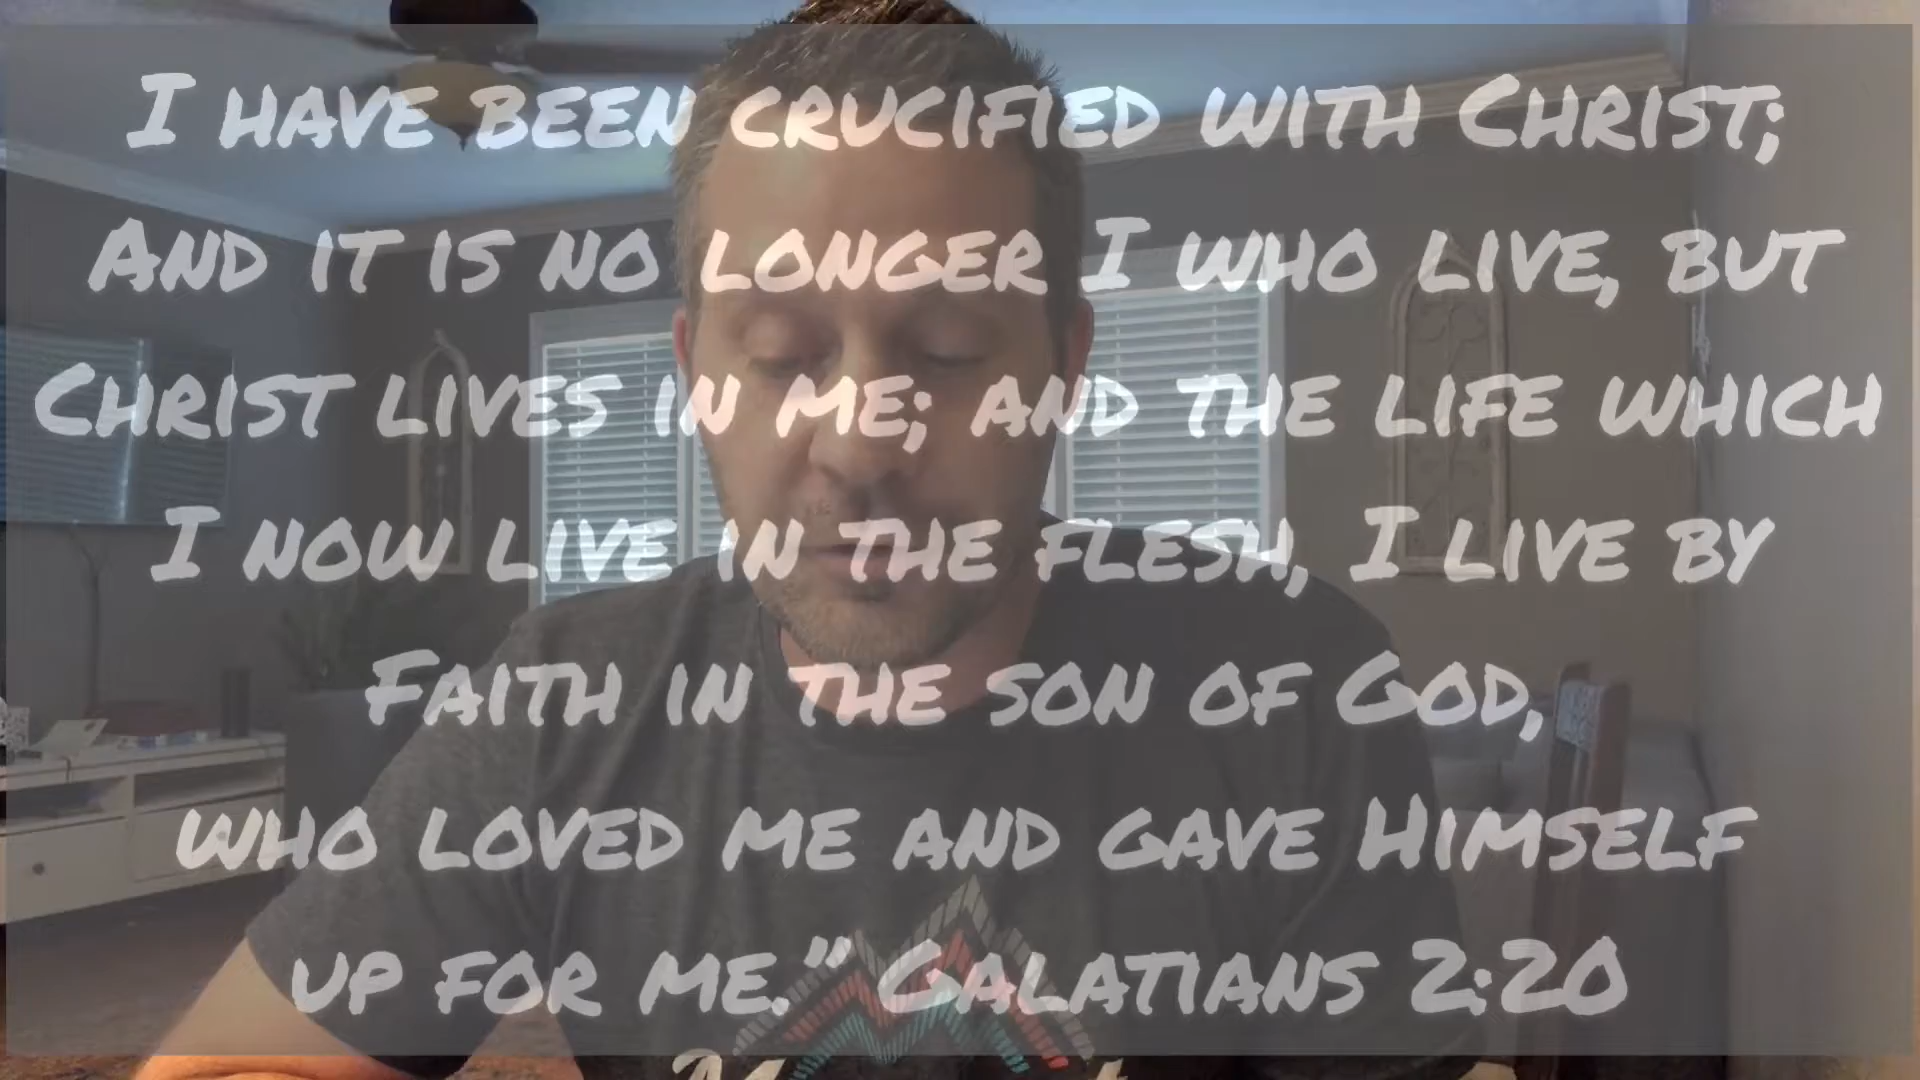 I have been crucified with Christ;
And it is no longer I who live, but
Christ lives in me; and the life which
I now live in the flesh, I live by
Faith in the son of God,
who loved me and gave Himself
up for me.” Galatians 2:20